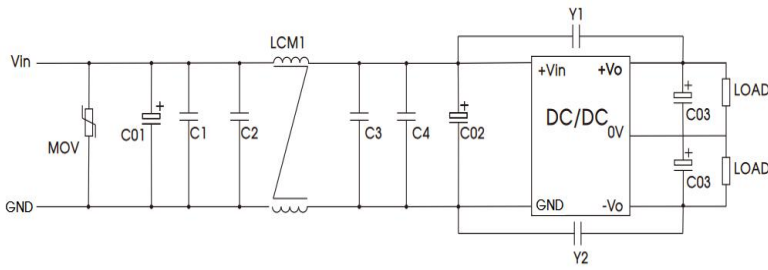 Y1
LCM1
Vin
+Vin
+Vo
LOAD
+
+
+
C03
MOV
C01
C1
C2
C3
C4
C02
DC/DC
0V
+
LOAD
C03
GND
GND
-Vo
Y2